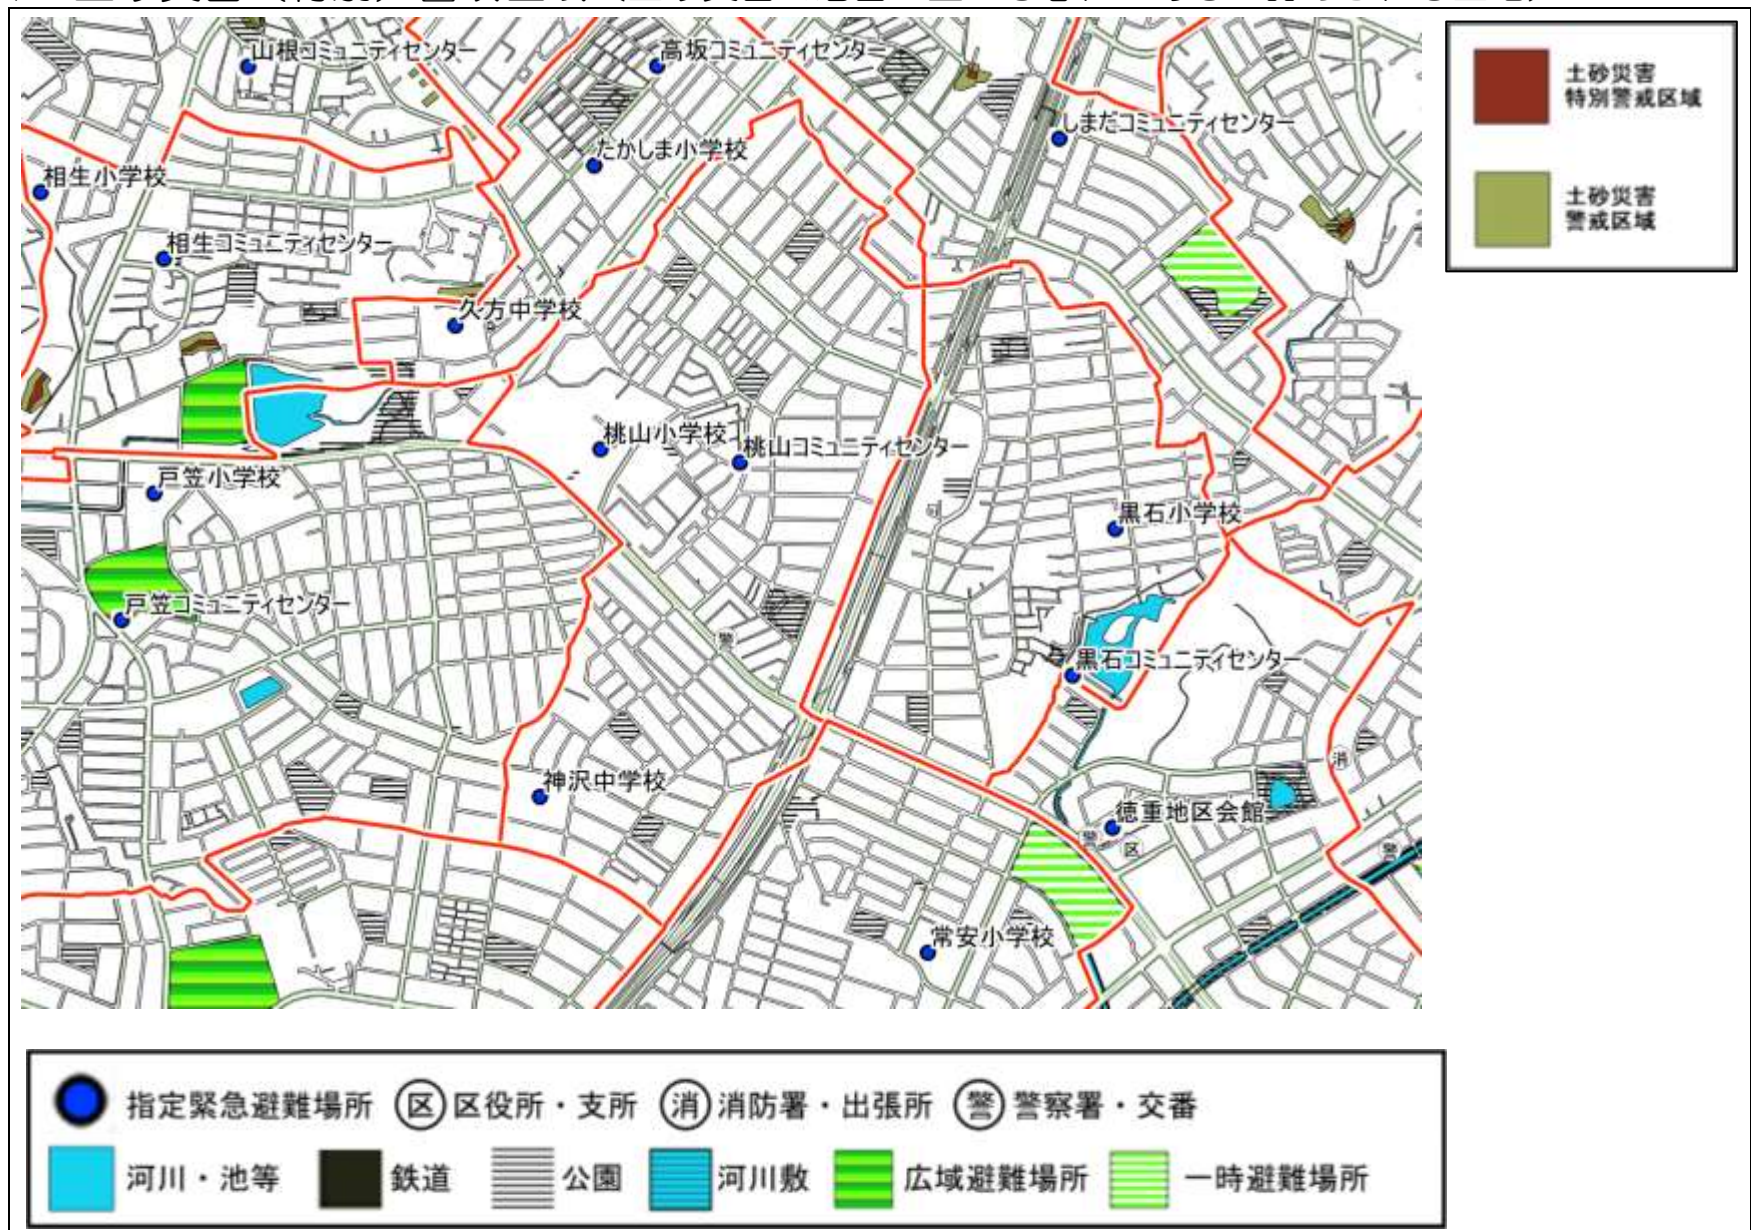 山根コミュニティセンター
高坂コミュニティセンター
しまだコミュニティセンター
たかしま小学校
相生小学校
相生コミュニティセンター
久方中学校
桃山小学校
桃山コミュニティセンター
戸笠小学校
黒石小学校
戸笠コミュニティセンター
警
黒石コミュニティセンター
消
神沢中学校
徳重地区会館
警
区
警
常安小学校
土砂災害
特別警戒区域
土砂災害
警戒区域
指定緊急避難場所 区 区役所・支所 消 消防署・出張所 警 警察署・交番
河川・池等 鉄道 公園 河川敷 広域避難場所 一時避難場所